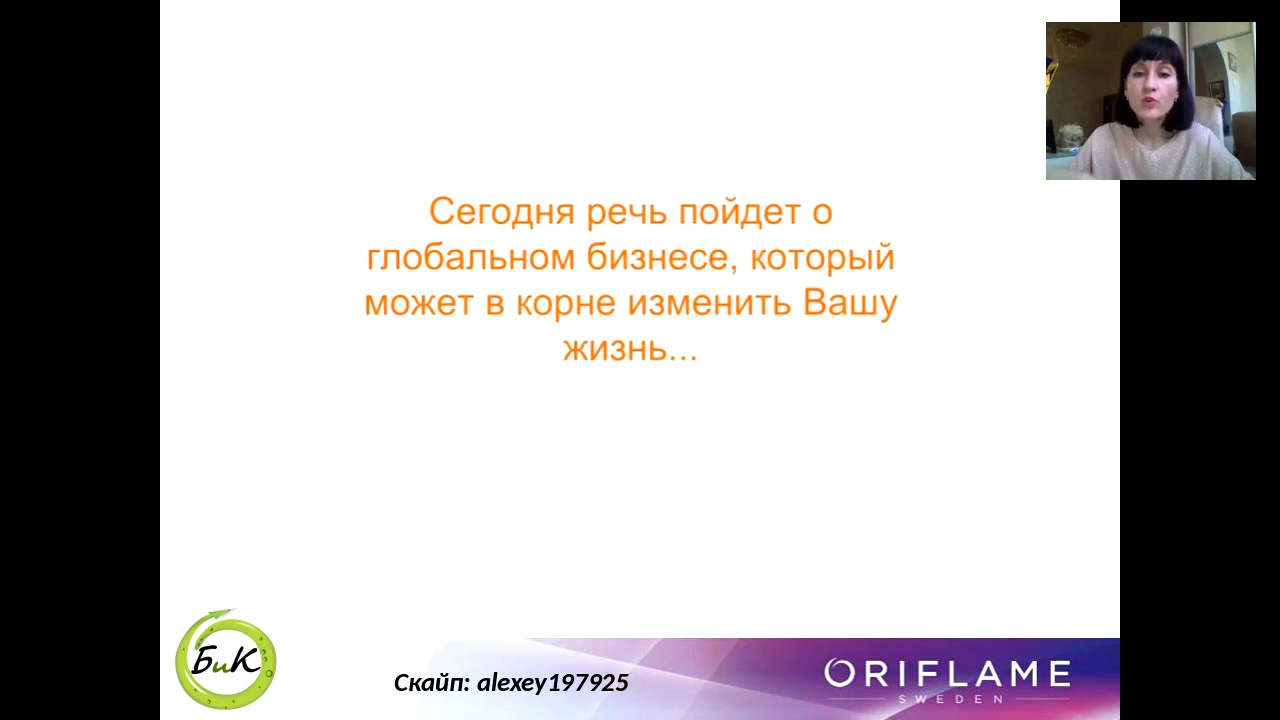 Сегодня речь пойдет о
глобальном бизнесе, который
может в корне изменить Вашу
жизнь...
БиК
Скайп: alexey197925
ORIFLAME
SWEDEN